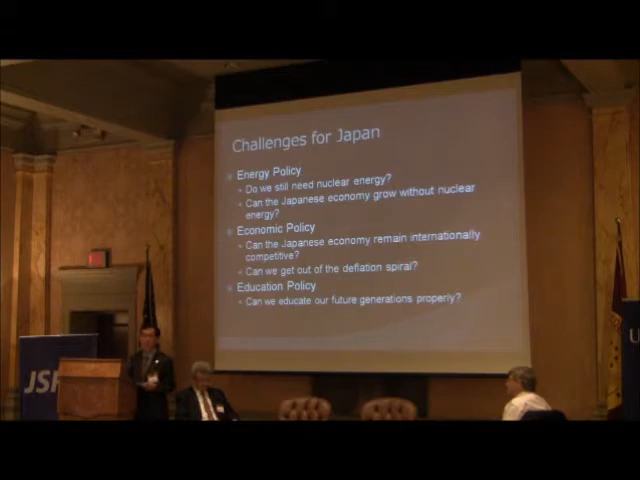 Challenges for Japan
Energy Policy
Do we still need nuclear energy?
Can the Japanese economy grow without nuclear
energy?
Economic Policy
Can the Japanese economy remain internationally
competitive?
Can we get out of the deflation spiral?
Education Policy
Can we educate our future generations properly?
JSP
U